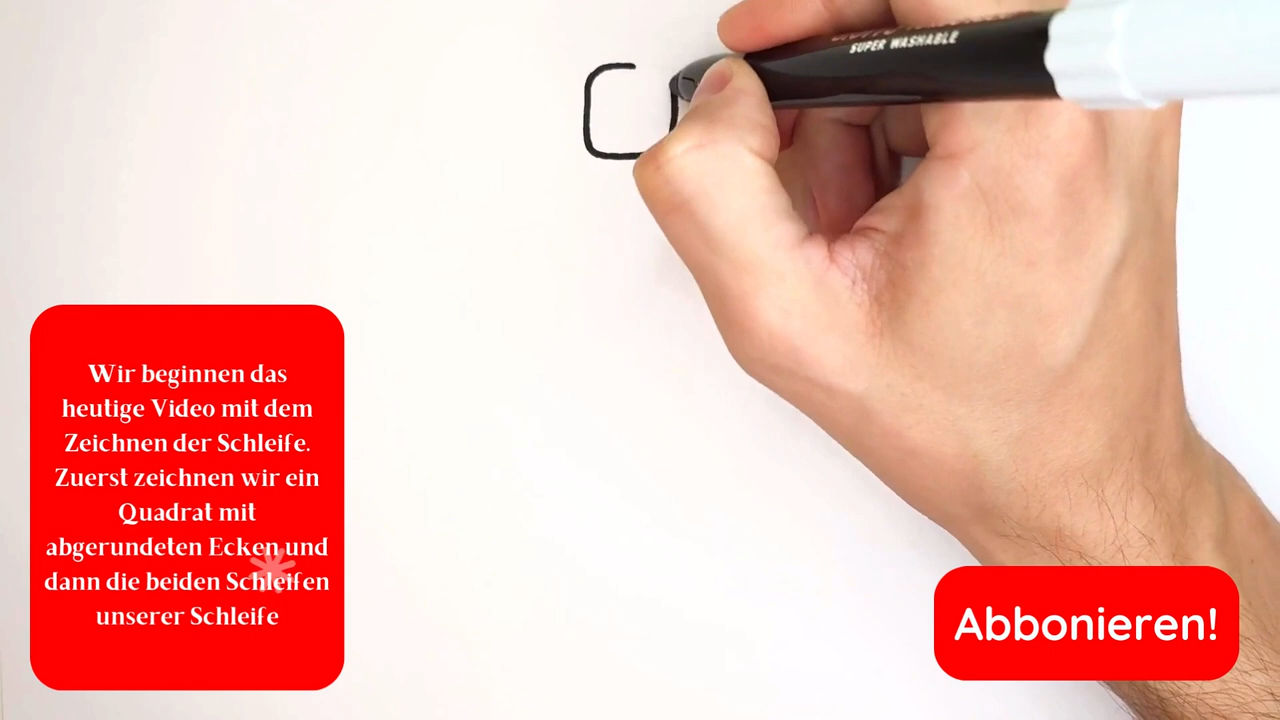 SUPER WASHABLE
Wir beginnen das
heutige Video mit dem
Zeichnen der Schleife.
Zuerst zeichnen wir ein
Quadrat mit
abgerundeten Ecken und
dann die beiden Schleifen
unserer Schleife
Abbonieren!